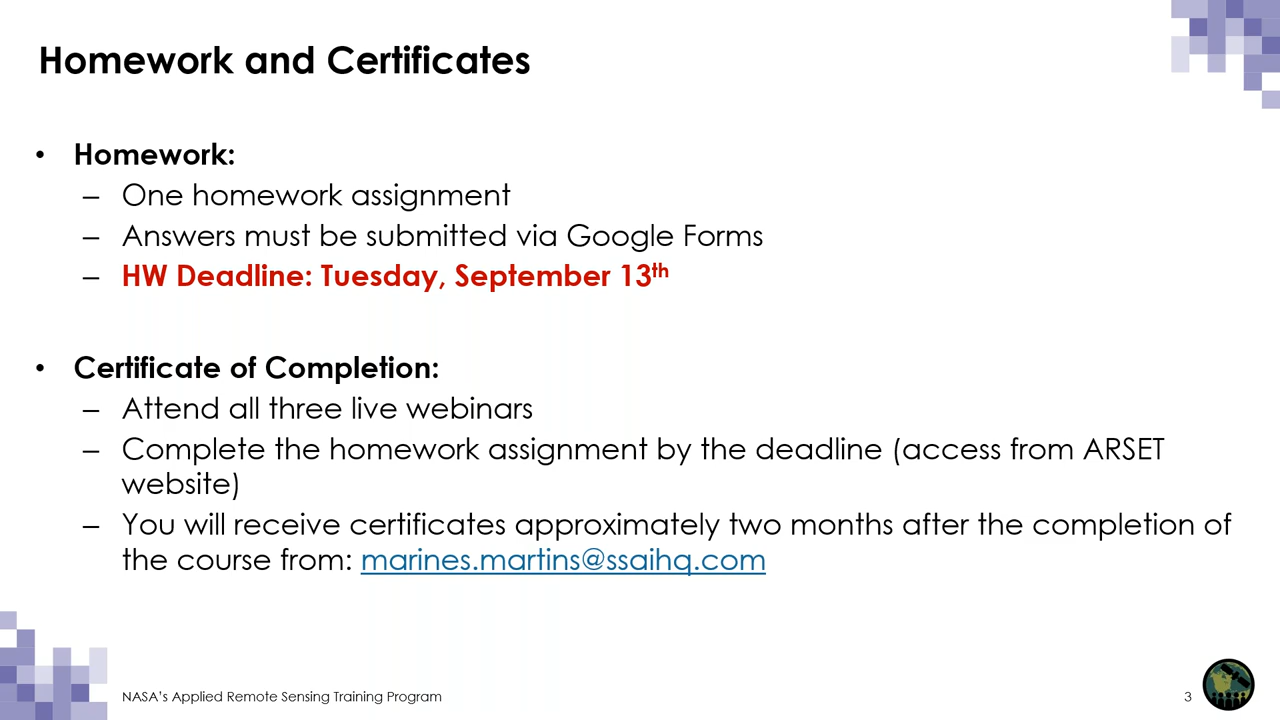 Homework and Certificates
• Homework:
– One homework assignment
– Answers must be submitted via Google Forms
– HW Deadline: Tuesday, September 13th
• Certificate of Completion:
– Attend all three live webinars
– Complete the homework assignment by the deadline (access from ARSET
website)
– You will receive certificates approximately two months after the completion of
the course from: marines.martins@ssaihq.com
NASA's Applied Remote Sensing Training Program
3